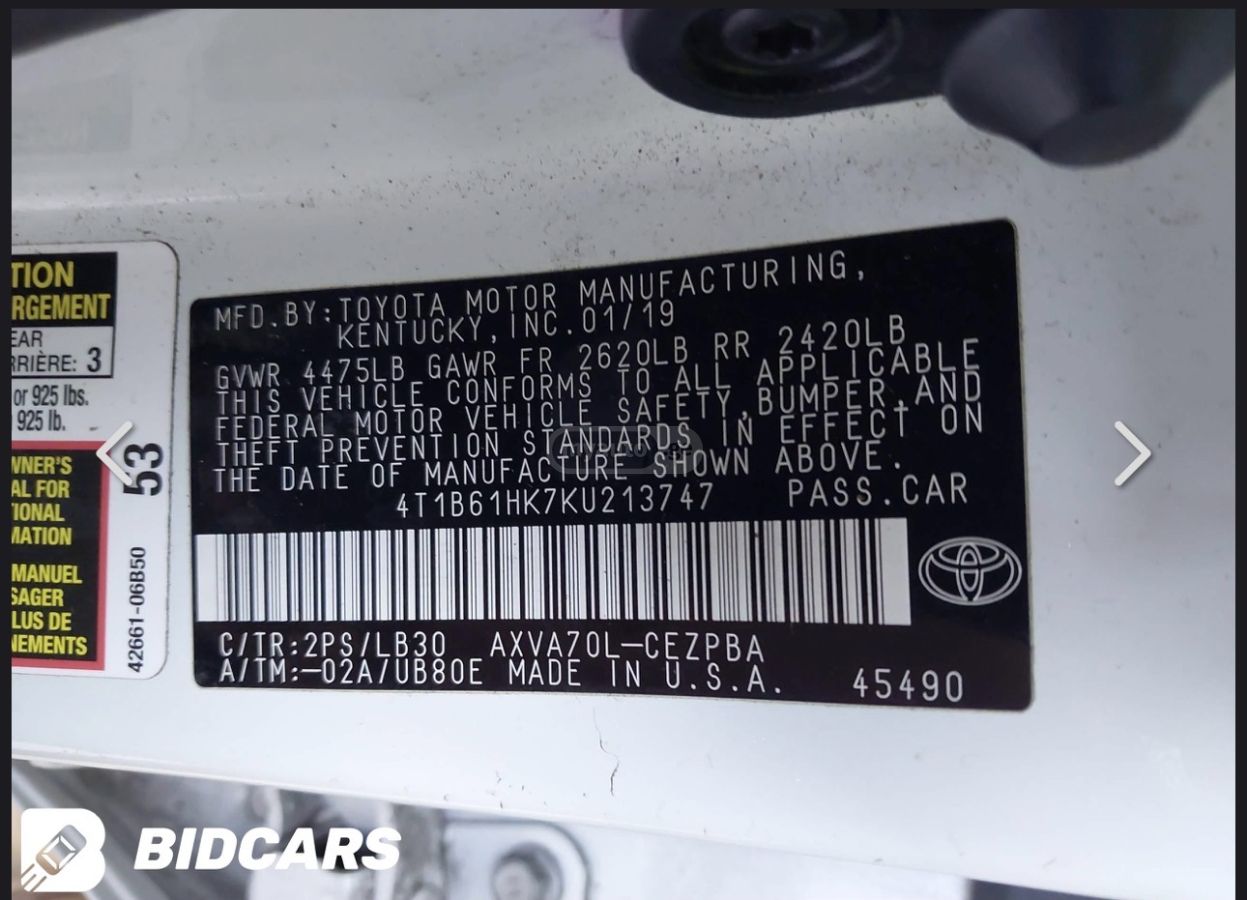 TION
RGEMENT
EAR
RRIÈRE: 3
or 925 lbs.
925 lb.
53
WNER'S
AL FOR
IONAL
MATION
MANUEL
SAGER
LUS DE
NEMENTS
42661-06B50
MFD.BY:TOYOTA MOTOR MANUFACTURING,
KENTUCKY,INC.01/19
GVWR 4475LB GAWR FR 2620LB RR 2420LB
THIS VEHICLE CONFORMS TO ALL APPLICABLE
FEDERAL MOTOR VEHICLE SAFETY,BUMPER,AND
THEFT PREVENTION STANDARDS IN EFFECT ON
THE DATE OF MANUFACTURE SHOWN ABOVE.
4T1B61HK7KU213747 PASS.CAR
C/TR:2PS/LB30 AXVA70L-CEZPBA
A/TM:-02A/UB80E MADE IN U.S.A. 45490
BIDCARS